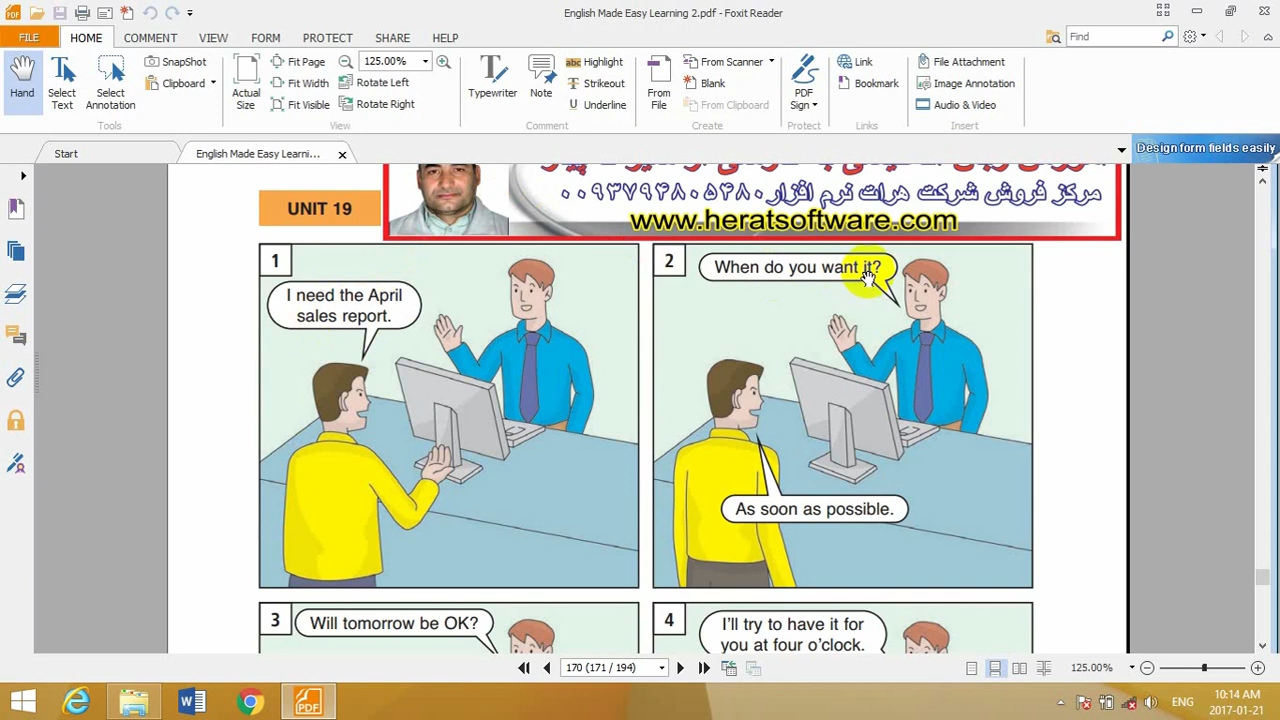 English Made Easy Learning 2.pdf - Foxit Reader
FILE HOME COMMENT VIEW FORM PROTECT SHARE HELP
Find
Hand
Select Text
Select Annotation
SnapShot
Clipboard
Tools
Actual Size
Fit Page
Fit Width
Fit Visible
125.00%
Rotate Left
Rotate Right
View
Typewriter
Note
Highlight
Strikeout
Underline
Comment
From File
From Scanner
Blank
From Clipboard
Create
PDF Sign
Protect
Link
Bookmark
Links
File Attachment
Image Annotation
Audio & Video
Insert
Start
English Made Easy Learni...
Design form fields easily
UNIT 19
مرکز فروش شرکت هرات نرم افزار ۰۰۹۳۷۹۴۸۰۵۴۸۰
www.heratsoftware.com
1
I need the April
sales report.
2
When do you want it?
As soon as possible.
3
Will tomorrow be OK?
4
I'll try to have it for
you at four o'clock.
170 (171 / 194)
125.00%
PDF
ENG
10:14 AM
2017-01-21